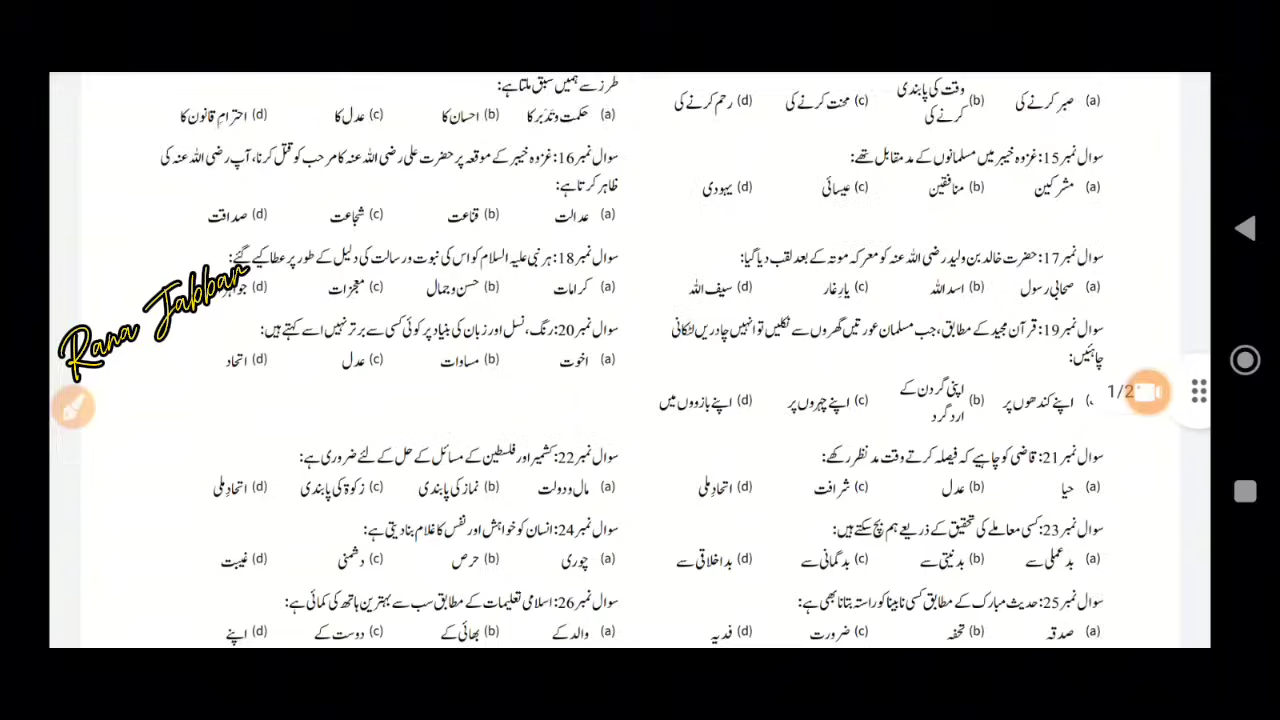 طرز سے ہمیں سبق ملتا ہے:
(a) صبر کرنے کی (b) وقت کی پابندی کرنے کی (c) محنت کرنے کی (d) رحم کرنے کی
(a) حکمت و تدبّر کا (b) احسان کا (c) عدل کا (d) احترامِ قانون کا
سوال نمبر 15: غزوہ خیبر میں مسلمانوں کے مد مقابل تھے:
(a) مشرکین (b) منافقین (c) عیسائی (d) یہودی
سوال نمبر 16: غزوہ خیبر کے موقعہ پر حضرت علی رضی اللہ عنہ کا مرحب کو قتل کرنا، آپ رضی اللہ عنہ کی
ظاہر کرتا ہے:
(a) عدالت (b) قناعت (c) شجاعت (d) صداقت
سوال نمبر 17: حضرت خالد بن ولید رضی اللہ عنہ کو معرکہ موتہ کے بعد لقب دیا گیا:
(a) صحابی رسول (b) اسد اللہ (c) یارِ غار (d) سیف اللہ
سوال نمبر 18: ہر نبی علیہ السلام کو اس کی نبوت و رسالت کی دلیل کے طور پر عطا کیے گئے:
(a) کرامات (b) حسن و جمال (c) معجزات (d) جواہر
سوال نمبر 19: قرآن مجید کے مطابق، جب مسلمان عورتیں گھروں سے نکلیں تو انہیں چادریں لٹکانی
چاہئیں:
اپنے کندھوں پر (b) اپنی گردن کے ارد گرد (c) اپنے چہروں پر (d) اپنے بازووں میں
سوال نمبر 20: رنگ، نسل اور زبان کی بنیاد پر کوئی کسی سے برتر نہیں اسے کہتے ہیں:
(a) اخوت (b) مساوات (c) عدل (d) اتحاد
سوال نمبر 21: قاضی کو چاہیے کہ فیصلہ کرتے وقت مد نظر رکھے:
(a) حیا (b) عدل (c) شرافت (d) اتحادِ ملی
سوال نمبر 22: کشمیر اور فلسطین کے مسائل کے حل کے لئے ضروری ہے:
(a) مال و دولت (b) نماز کی پابندی (c) زکوۃ کی پابندی (d) اتحادِ ملی
سوال نمبر 23: کسی معاملے کی تحقیق کے ذریعے ہم بچ سکتے ہیں:
(a) بد عملی سے (b) بدنیتی سے (c) بدگمانی سے (d) بد اخلاقی سے
سوال نمبر 24: انسان کو خواہش اور نفس کا غلام بنا دیتی ہے:
(a) چوری (b) حرص (c) دشمنی (d) غیبت
سوال نمبر 25: حدیث مبارک کے مطابق کسی نابینا کو راستہ بتانا بھی ہے:
(a) صدقہ (b) تحفہ (c) ضرورت (d) فدیہ
سوال نمبر 26: اسلامی تعلیمات کے مطابق سب سے بہترین ہاتھ کی کمائی ہے:
(a) والد کے (b) بھائی کے (c) دوست کے (d) اپنے
Rana Jabbar
1/2